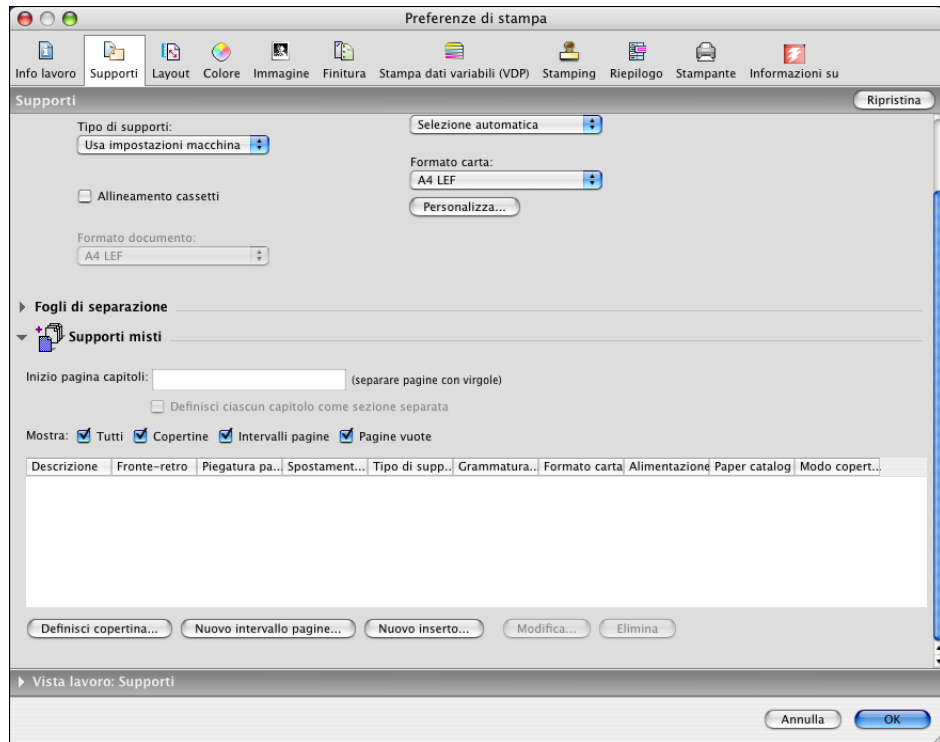 Preferenze di stampa
Info lavoro Supporti Layout Colore Immagine Finitura Stampa dati variabili (VDP) Stamping Riepilogo Stampante Informazioni su
Supporti Ripristina
Tipo di supporti: Selezione automatica
Usa impostazioni macchina
Formato carta:
A4 LEF
Allineamento cassetti
Personalizza...
Formato documento:
A4 LEF
Fogli di separazione
Supporti misti
Inizio pagina capitoli: (separare pagine con virgole)
Definisci ciascun capitolo come sezione separata
Mostra: Tutti Copertine Intervalli pagine Pagine vuote
Descrizione Fronte-retro Piegatura pa... Spostament... Tipo di supp... Grammatura... Formato carta Alimentazione Paper catalog Modo copert...
Definisci copertina... Nuovo intervallo pagine... Nuovo inserto... Modifica... Elimina
Vista lavoro: Supporti
Annulla OK